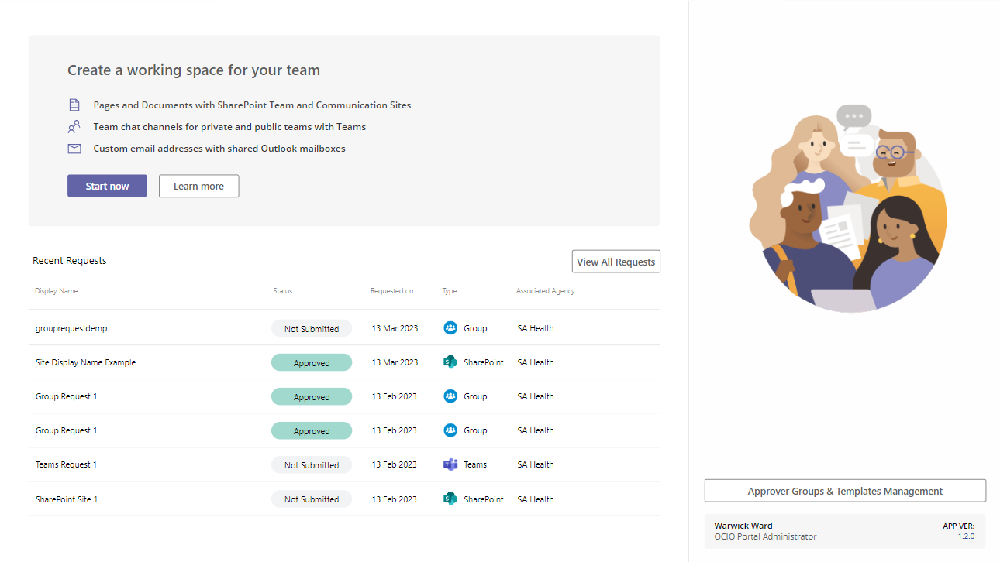 Create a working space for your team
Pages and Documents with SharePoint Team and Communication Sites
Team chat channels for private and public teams with Teams
Custom email addresses with shared Outlook mailboxes
Start now Learn more
Recent Requests View All Requests
Display Name Status Requested on Type Associated Agency
grouprequestdemp Not Submitted 13 Mar 2023 Group SA Health
Site Display Name Example Approved 13 Mar 2023 S SharePoint SA Health
Group Request 1 Approved 13 Feb 2023 Group SA Health
Group Request 1 Approved 13 Feb 2023 Group SA Health
Teams Request 1 Not Submitted 13 Feb 2023 T Teams SA Health
SharePoint Site 1 Not Submitted 13 Feb 2023 S SharePoint SA Health
Approver Groups & Templates Management
Warwick Ward APP VER:
OCIO Portal Administrator 1.2.0